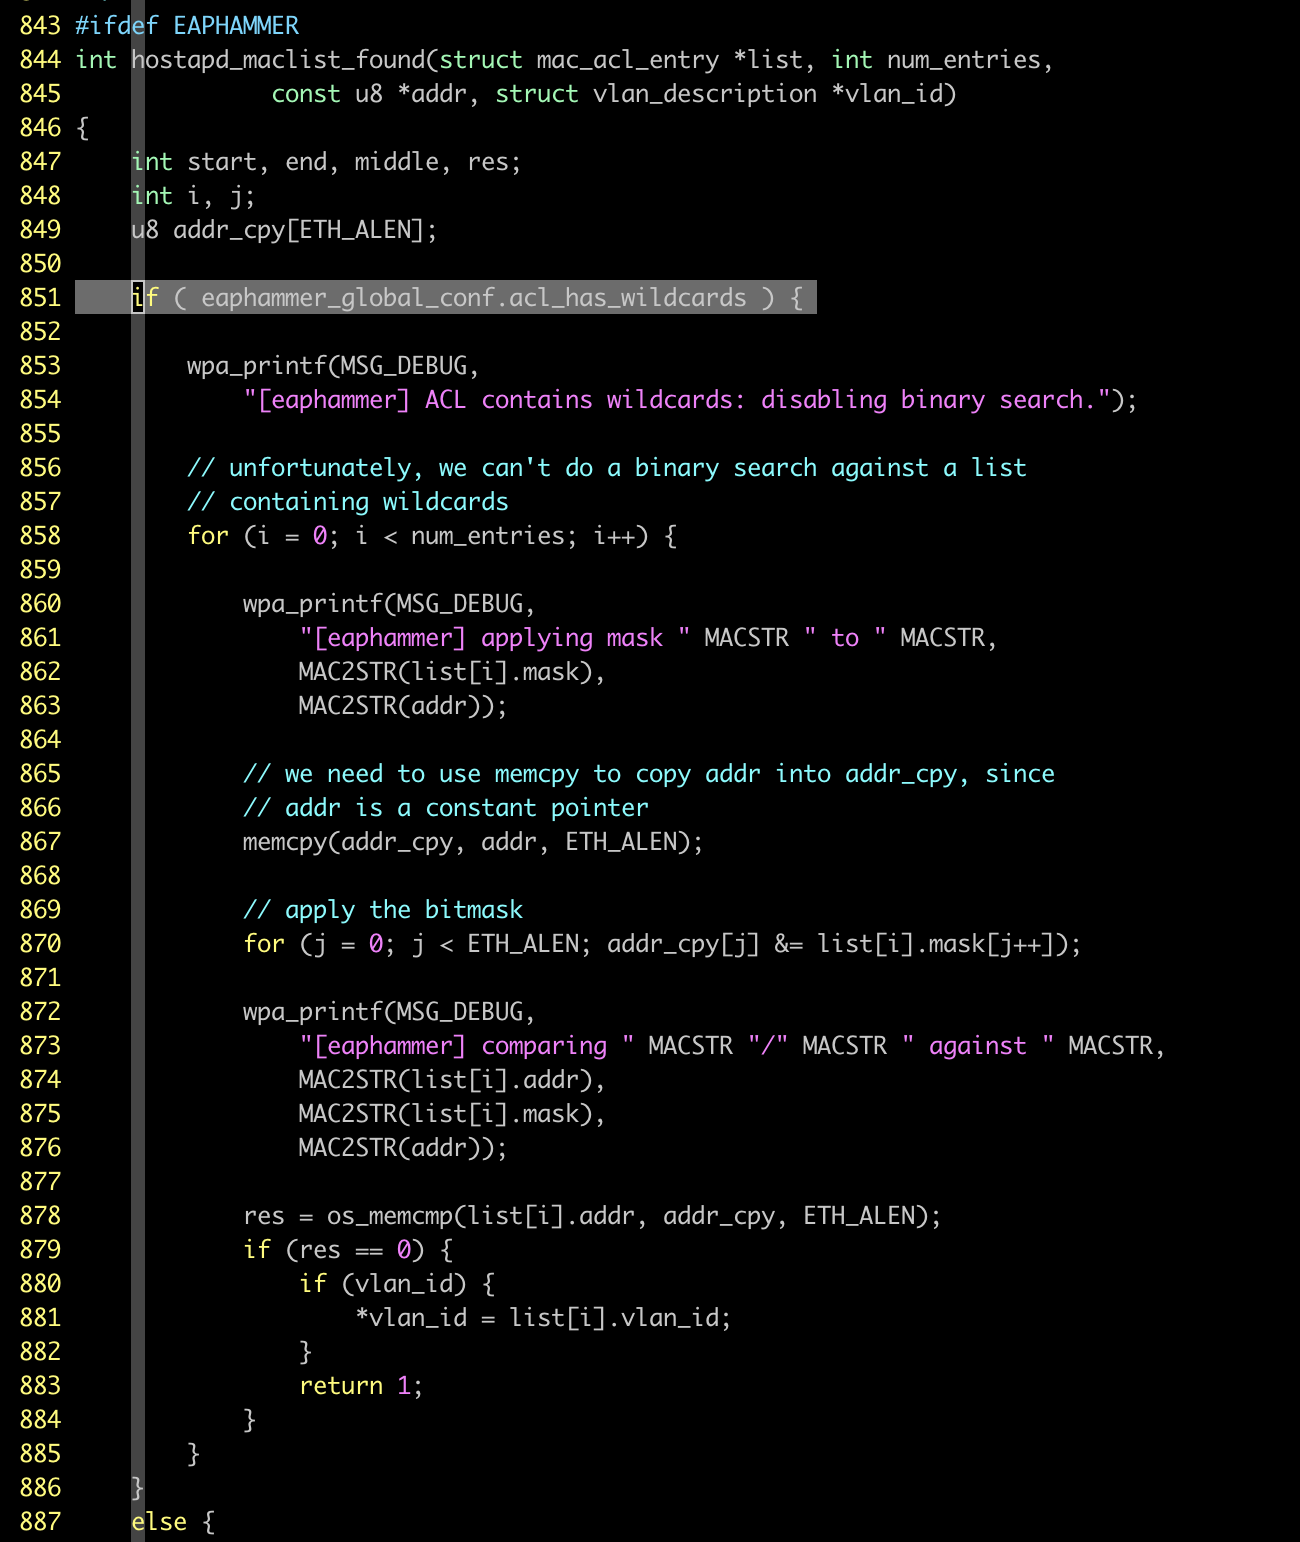 843 #ifdef EAPHAMMER
844 int hostapd_maclist_found(struct mac_acl_entry *list, int num_entries,
845               const u8 *addr, struct vlan_description *vlan_id)
846 {
847     int start, end, middle, res;
848     int i, j;
849     u8 addr_cpy[ETH_ALEN];
850
851     if ( eaphammer_global_conf.acl_has_wildcards ) {
852
853         wpa_printf(MSG_DEBUG,
854             "[eaphammer] ACL contains wildcards: disabling binary search.");
855
856         // unfortunately, we can't do a binary search against a list
857         // containing wildcards
858         for (i = 0; i < num_entries; i++) {
859
860             wpa_printf(MSG_DEBUG,
861                 "[eaphammer] applying mask " MACSTR " to " MACSTR,
862                 MAC2STR(list[i].mask),
863                 MAC2STR(addr));
864
865             // we need to use memcpy to copy addr into addr_cpy, since
866             // addr is a constant pointer
867             memcpy(addr_cpy, addr, ETH_ALEN);
868
869             // apply the bitmask
870             for (j = 0; j < ETH_ALEN; addr_cpy[j] &= list[i].mask[j++]);
871
872             wpa_printf(MSG_DEBUG,
873                 "[eaphammer] comparing " MACSTR "/" MACSTR " against " MACSTR,
874                 MAC2STR(list[i].addr),
875                 MAC2STR(list[i].mask),
876                 MAC2STR(addr));
877
878             res = os_memcmp(list[i].addr, addr_cpy, ETH_ALEN);
879             if (res == 0) {
880                 if (vlan_id) {
881                     *vlan_id = list[i].vlan_id;
882                 }
883                 return 1;
884             }
885         }
886     }
887     else {